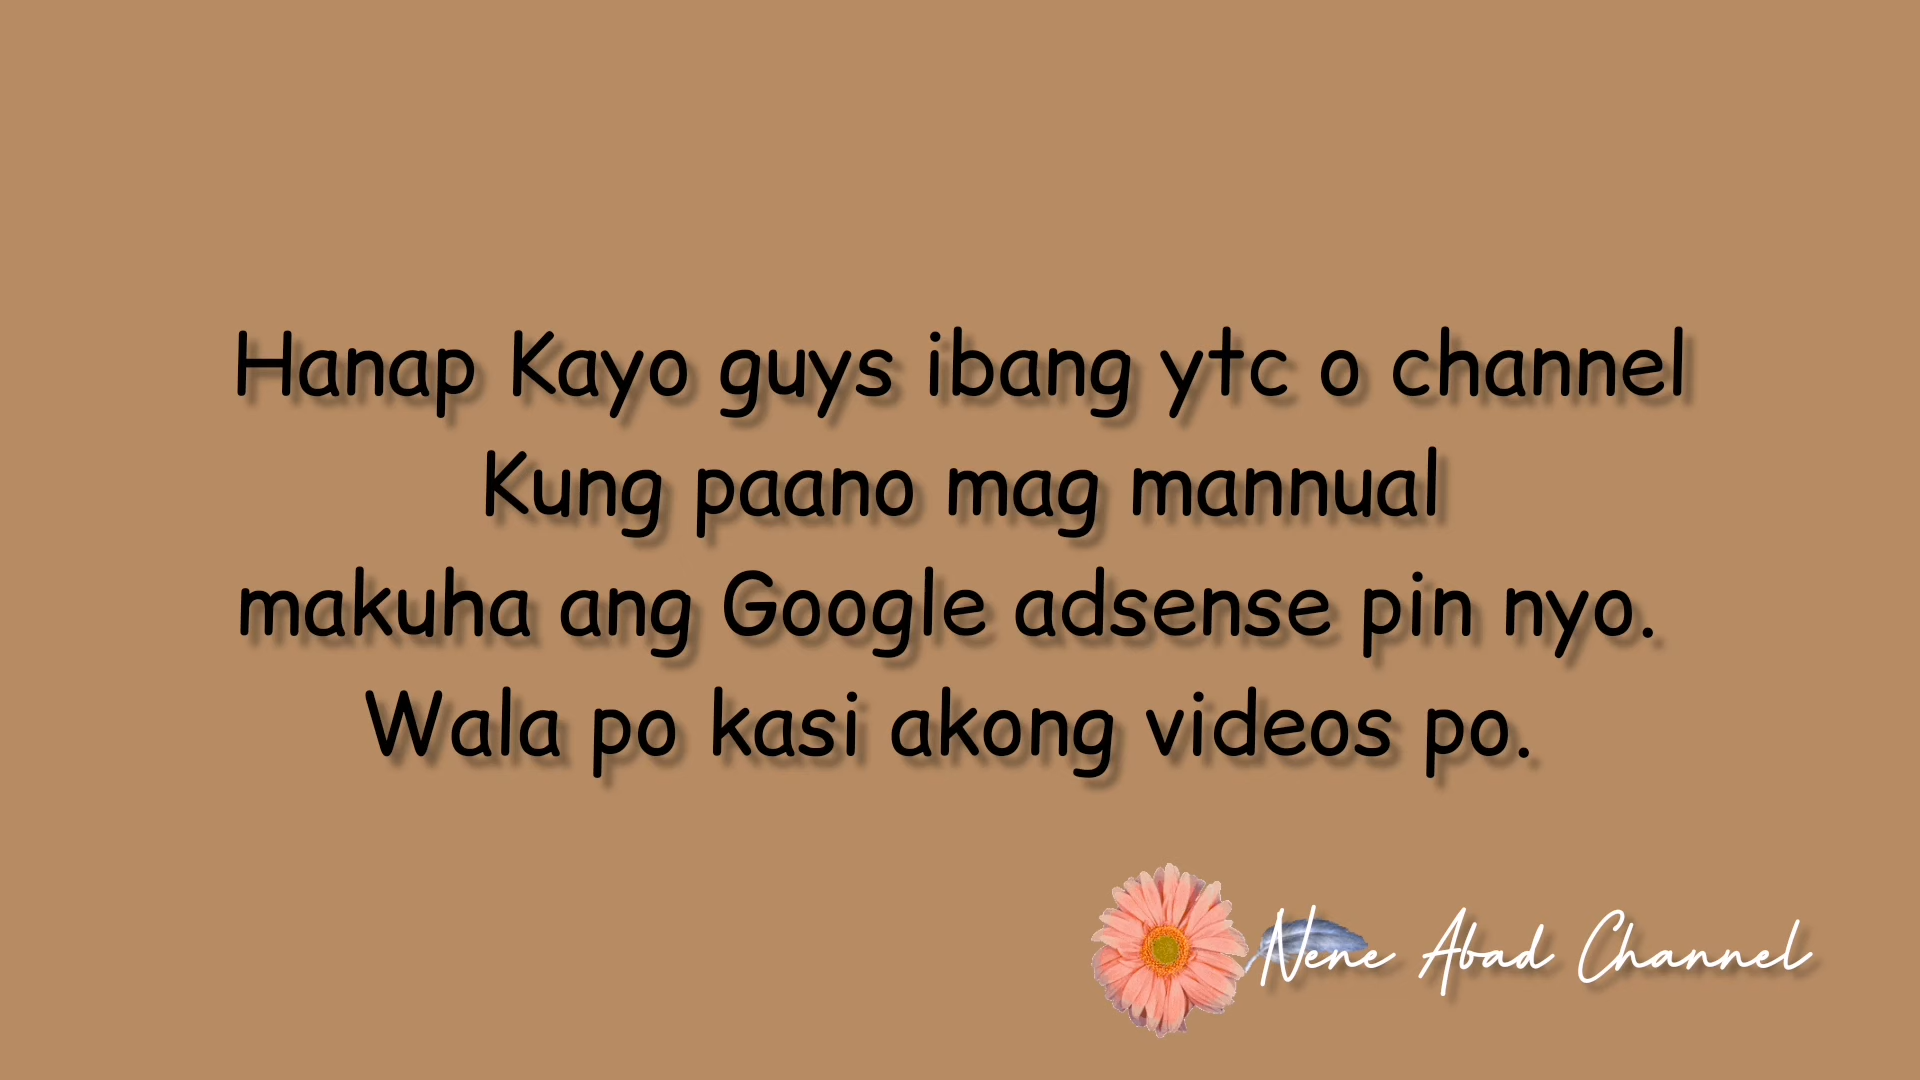 Hanap Kayo guys ibang ytc o channel
Kung paano mag mannual
makuha ang Google adsense pin nyo.
Wala po kasi akong videos po.
Nene Abad Channel